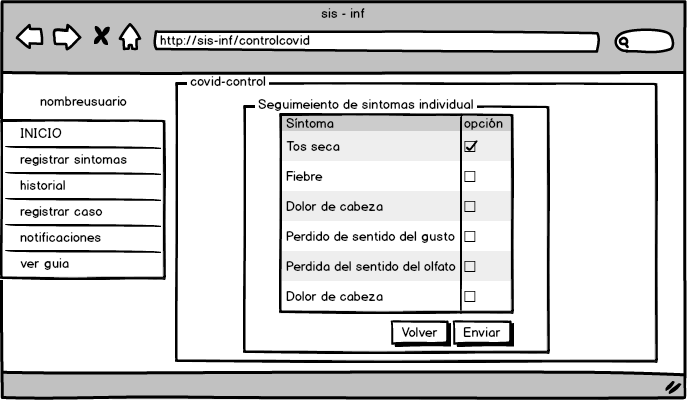 sis - inf
http://sis-inf/controlcovid
covid-control
nombreusuario
INICIO
registrar sintomas
historial
registrar caso
notificaciones
ver guia
Seguimeiento de sintomas individual
Síntoma opción
Tos seca
Fiebre
Dolor de cabeza
Perdido de sentido del gusto
Perdida del sentido del olfato
Dolor de cabeza
Volver Enviar